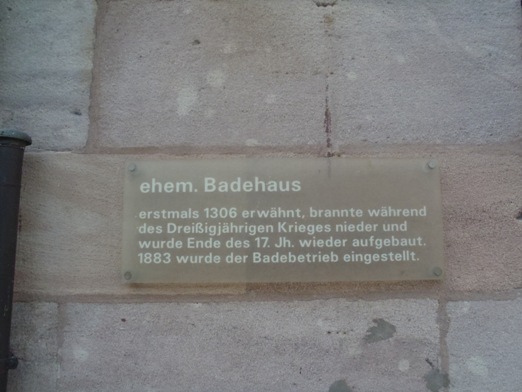 ehem. Badehaus
erstmals 1306 erwähnt, brannte während
des Dreißigjährigen Krieges nieder und
wurde Ende des 17. Jh. wieder aufgebaut.
1883 wurde der Badebetrieb eingestellt.